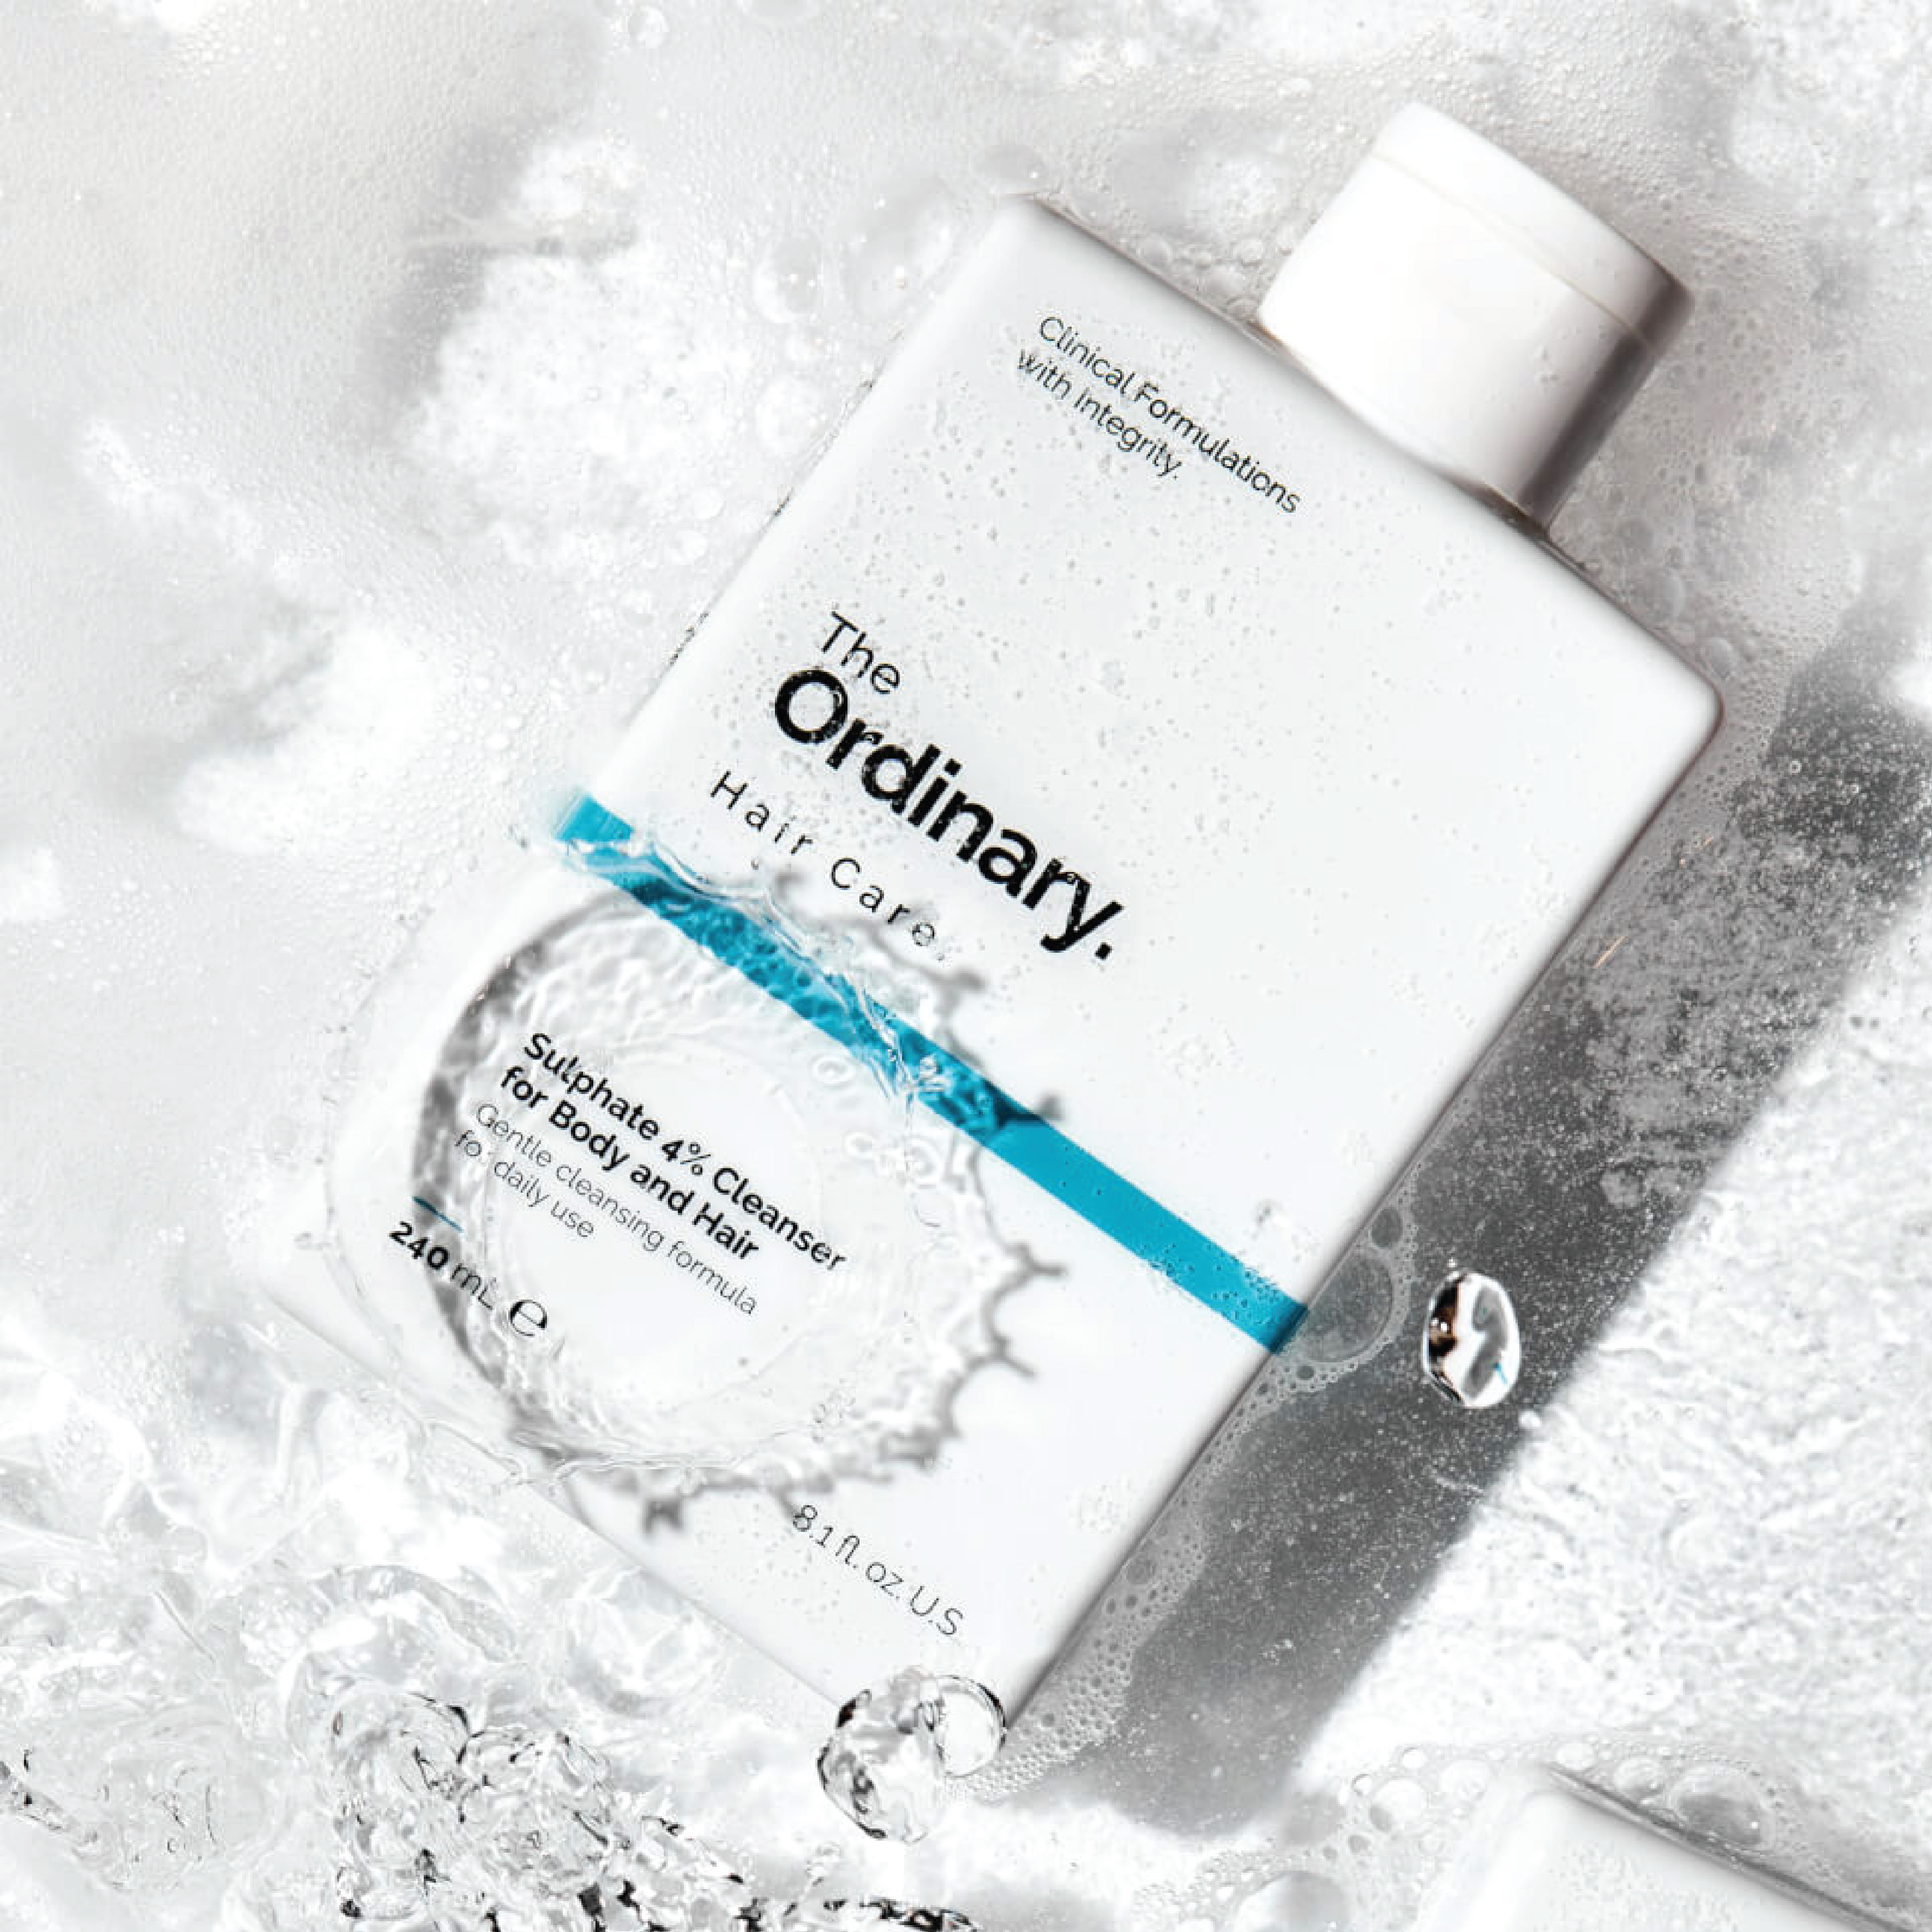 Clinical Formulations
with Integrity.
The
Ordinary.
Hair Care
Sulphate 4% Cleanser
for Body and Hair
Gentle cleansing formula
for daily use
240 mL ℮
8.1 fl. oz. U.S